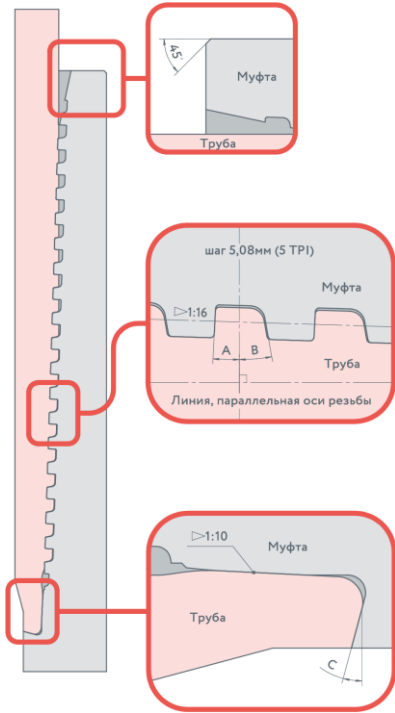 45°
Муфта
Труба
шаг 5,08мм (5 TPI)
Муфта
▷1:16
A
B
Труба
Линия, параллельная оси резьбы
▷1:10
Муфта
Труба
C